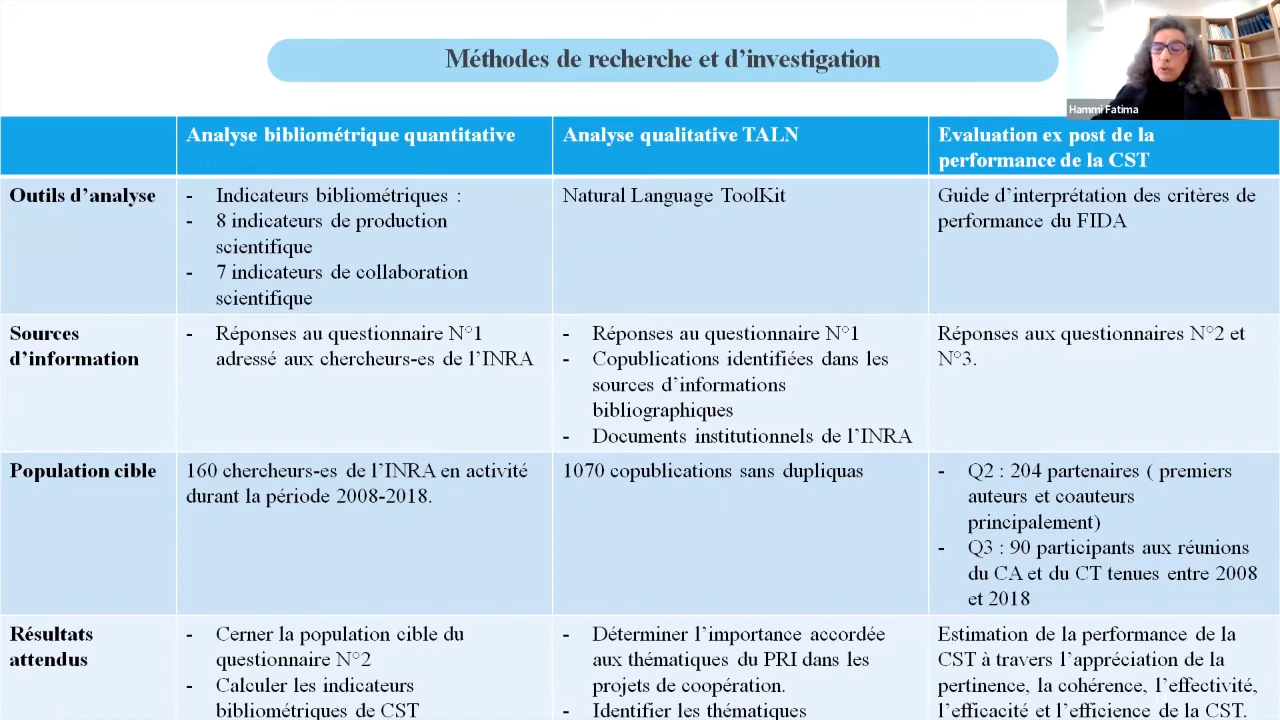 Méthodes de recherche et d'investigation
Hammi Fatima
Analyse bibliométrique quantitative
Analyse qualitative TALN
Evaluation ex post de la
performance de la CST
Outils d'analyse
- Indicateurs bibliométriques :
- 8 indicateurs de production
scientifique
- 7 indicateurs de collaboration
scientifique
Natural Language ToolKit
Guide d'interprétation des critères de
performance du FIDA
Sources
d'information
- Réponses au questionnaire N°1
adressé aux chercheurs-es de l'INRA
- Réponses au questionnaire N°1
- Copublications identifiées dans les
sources d'informations
bibliographiques
- Documents institutionnels de l'INRA
Réponses aux questionnaires N°2 et
N°3.
Population cible
160 chercheurs-es de l'INRA en activité
durant la période 2008-2018.
1070 copublications sans dupliquas
- Q2 : 204 partenaires ( premiers
auteurs et coauteurs
principalement)
- Q3 : 90 participants aux réunions
du CA et du CT tenues entre 2008
et 2018
Résultats
attendus
- Cerner la population cible du
questionnaire N°2
- Calculer les indicateurs
bibliométriques de CST
- Déterminer l'importance accordée
aux thématiques du PRI dans les
projets de coopération.
- Identifier les thématiques
Estimation de la performance de la
CST à travers l'appréciation de la
pertinence, la cohérence, l'effectivité,
l'efficacité et l'efficience de la CST.